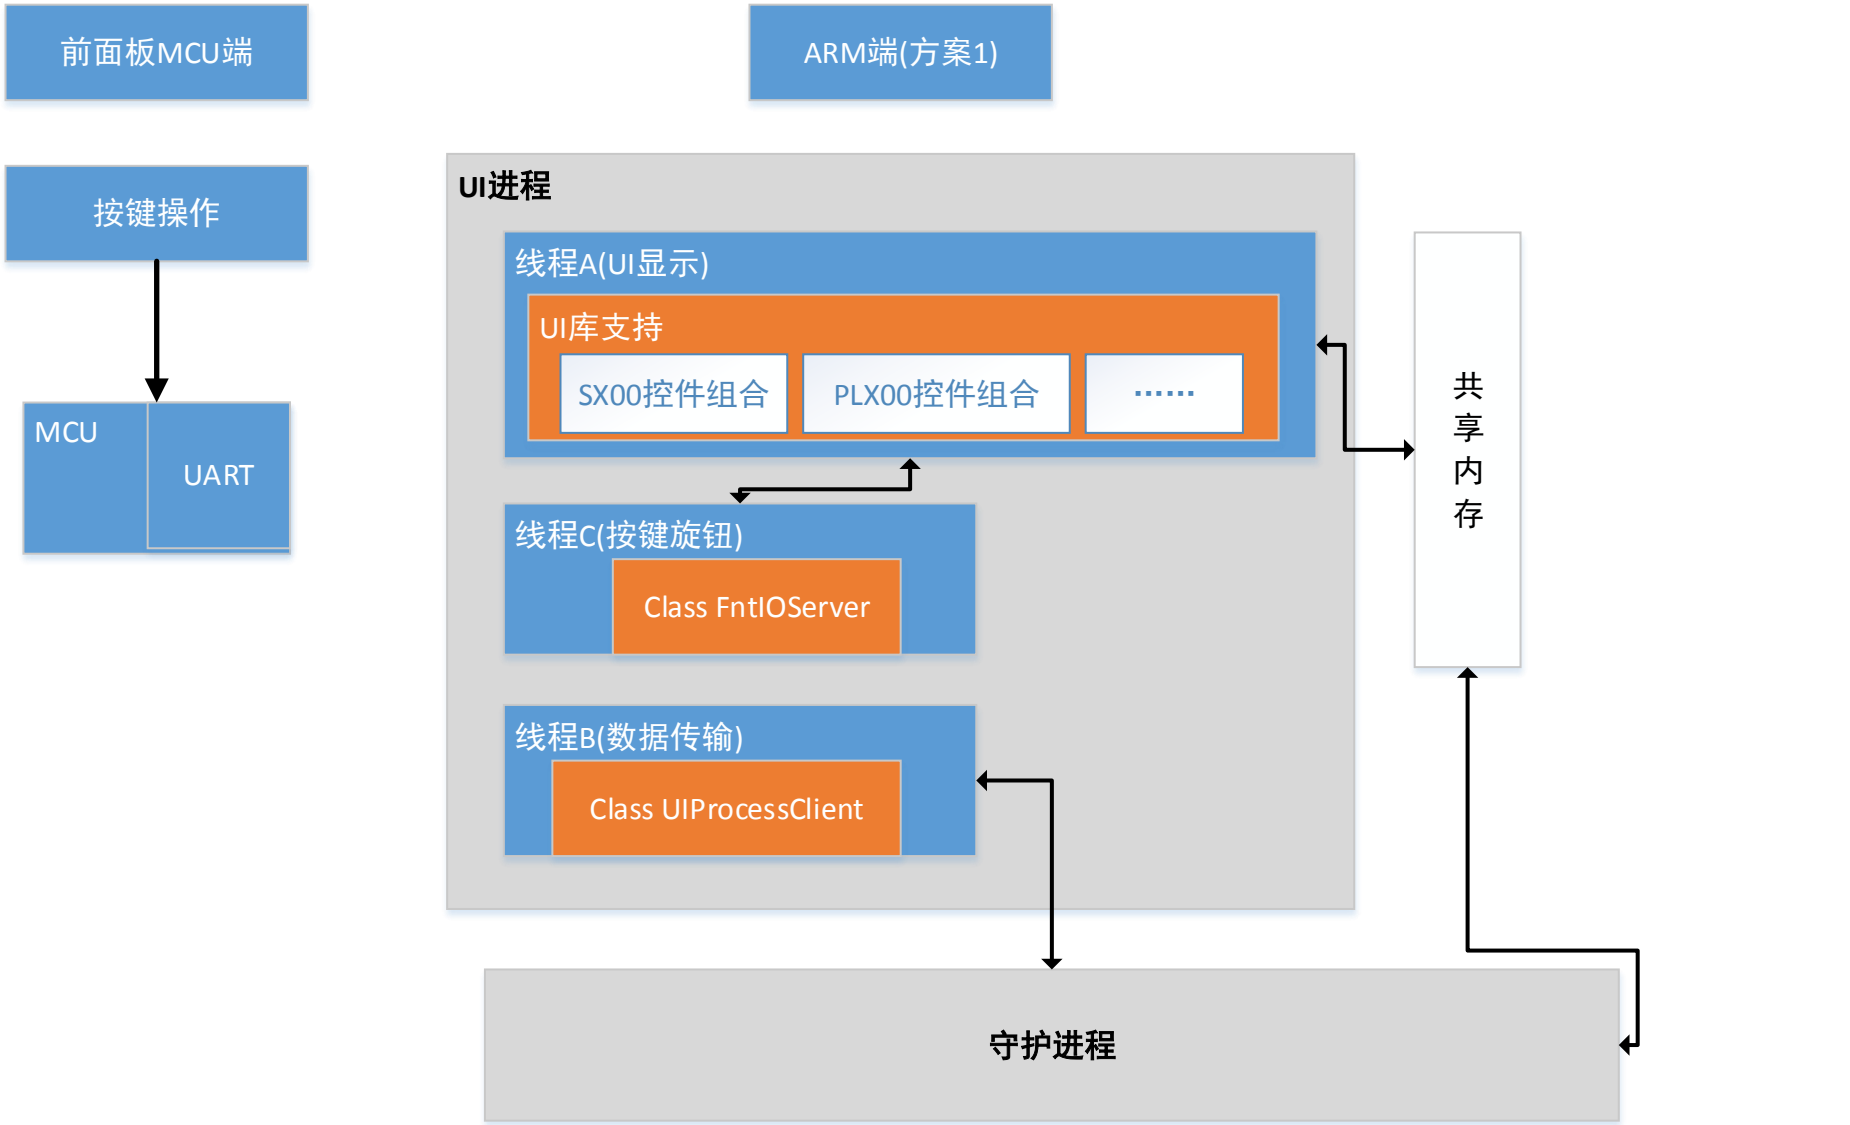 前面板MCU端
ARM端(方案1)
按键操作
MCU
UART
UI进程
线程A(UI显示)
UI库支持
SX00控件组合
PLX00控件组合
······
线程C(按键旋钮)
Class FntIOServer
线程B(数据传输)
Class UIProcessClient
共
享
内
存
守护进程